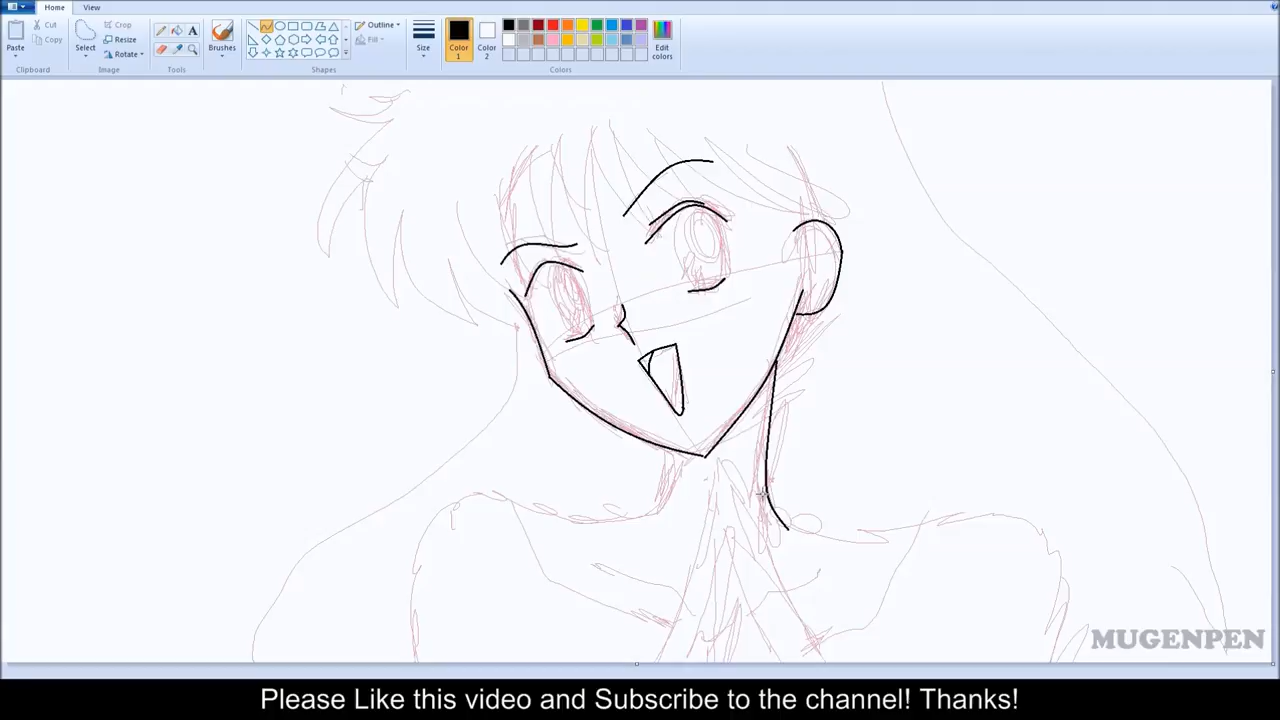 Home View
Paste
Cut
Copy
Clipboard
Select
Crop
Resize
Rotate
Image
A
Tools
Brushes
Outline
Fill
Shapes
Size
Color
1
Color
2
Edit
colors
Colors
MUGENPEN
Please Like this video and Subscribe to the channel! Thanks!